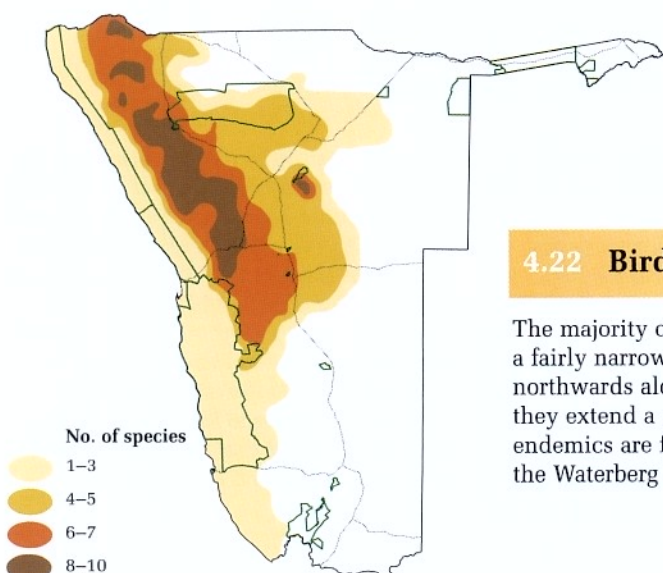 No. of species
1–3
4–5
6–7
8–10
4.22 Bird
The majority o
a fairly narrow
northwards alo
they extend a
endemics are f
the Waterberg